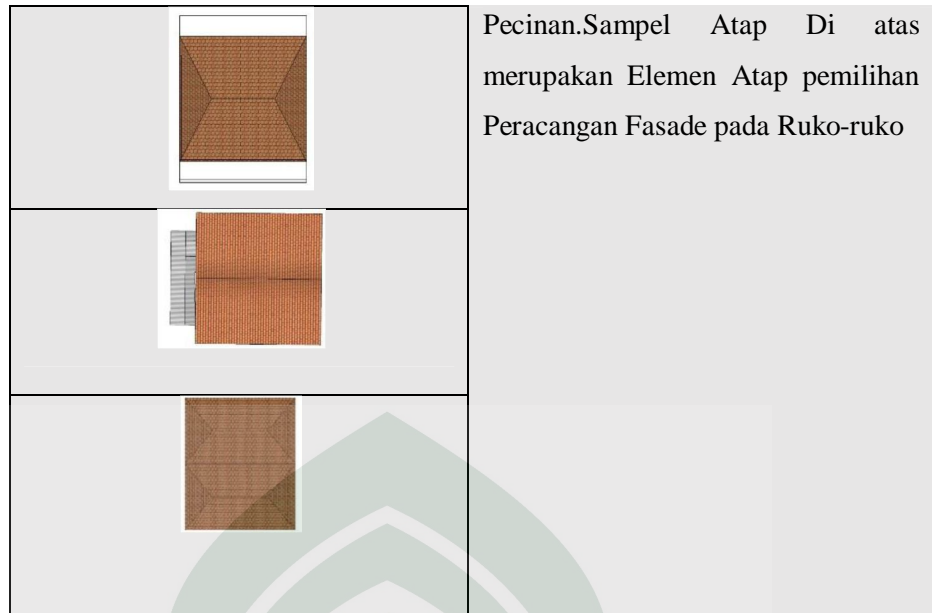 Pecinan.Sampel Atap Di atas
merupakan Elemen Atap pemilihan
Peracangan Fasade pada Ruko-ruko